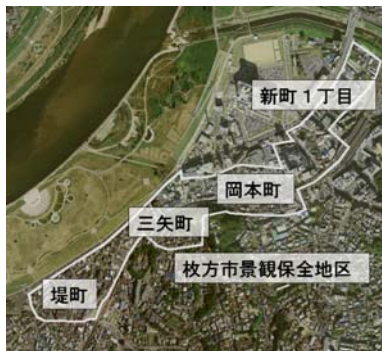 新町１丁目
岡本町
三矢町
枚方市景観保全地区
堤町